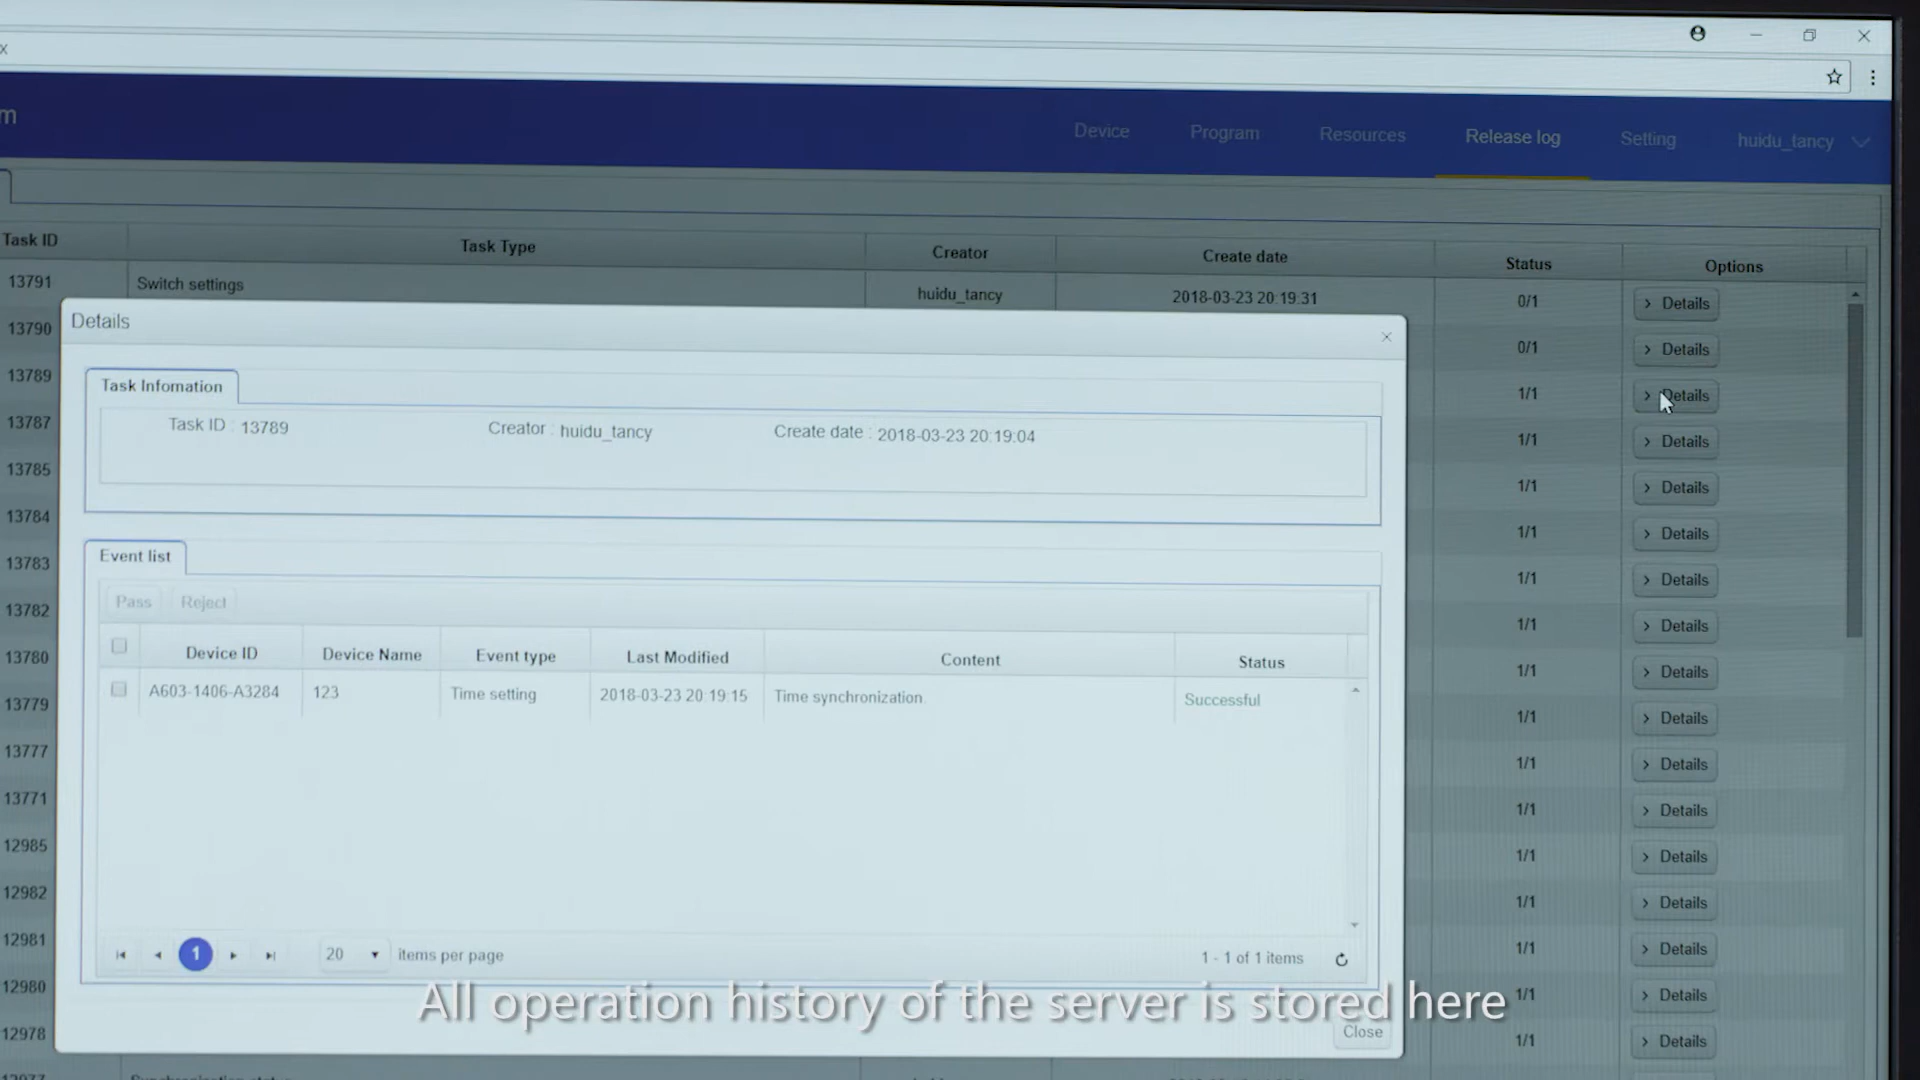 x
m
Device Program Resources Release log Setting huidu_tancy
Task ID Task Type Creator Create date Status Options
13791 Switch settings huidu_tancy 2018-03-23 20:19:31 0/1 Details
13790 0/1 Details
13789 1/1 Details
13787 1/1 Details
13785 1/1 Details
13784 1/1 Details
13783 1/1 Details
13782 1/1 Details
13780 1/1 Details
13779 1/1 Details
13777 1/1 Details
13771 1/1 Details
12985 1/1 Details
12982 1/1 Details
12981 1/1 Details
12980 1/1 Details
12978 1/1 Details
Details
Task Infomation
Task ID : 13789 Creator : huidu_tancy Create date : 2018-03-23 20:19:04
Event list
Pass Reject
Device ID Device Name Event type Last Modified Content Status
A603-1406-A3284 123 Time setting 2018-03-23 20:19:15 Time synchronization. Successful
1 20 items per page 1 - 1 of 1 items
All operation history of the server is stored here
Close